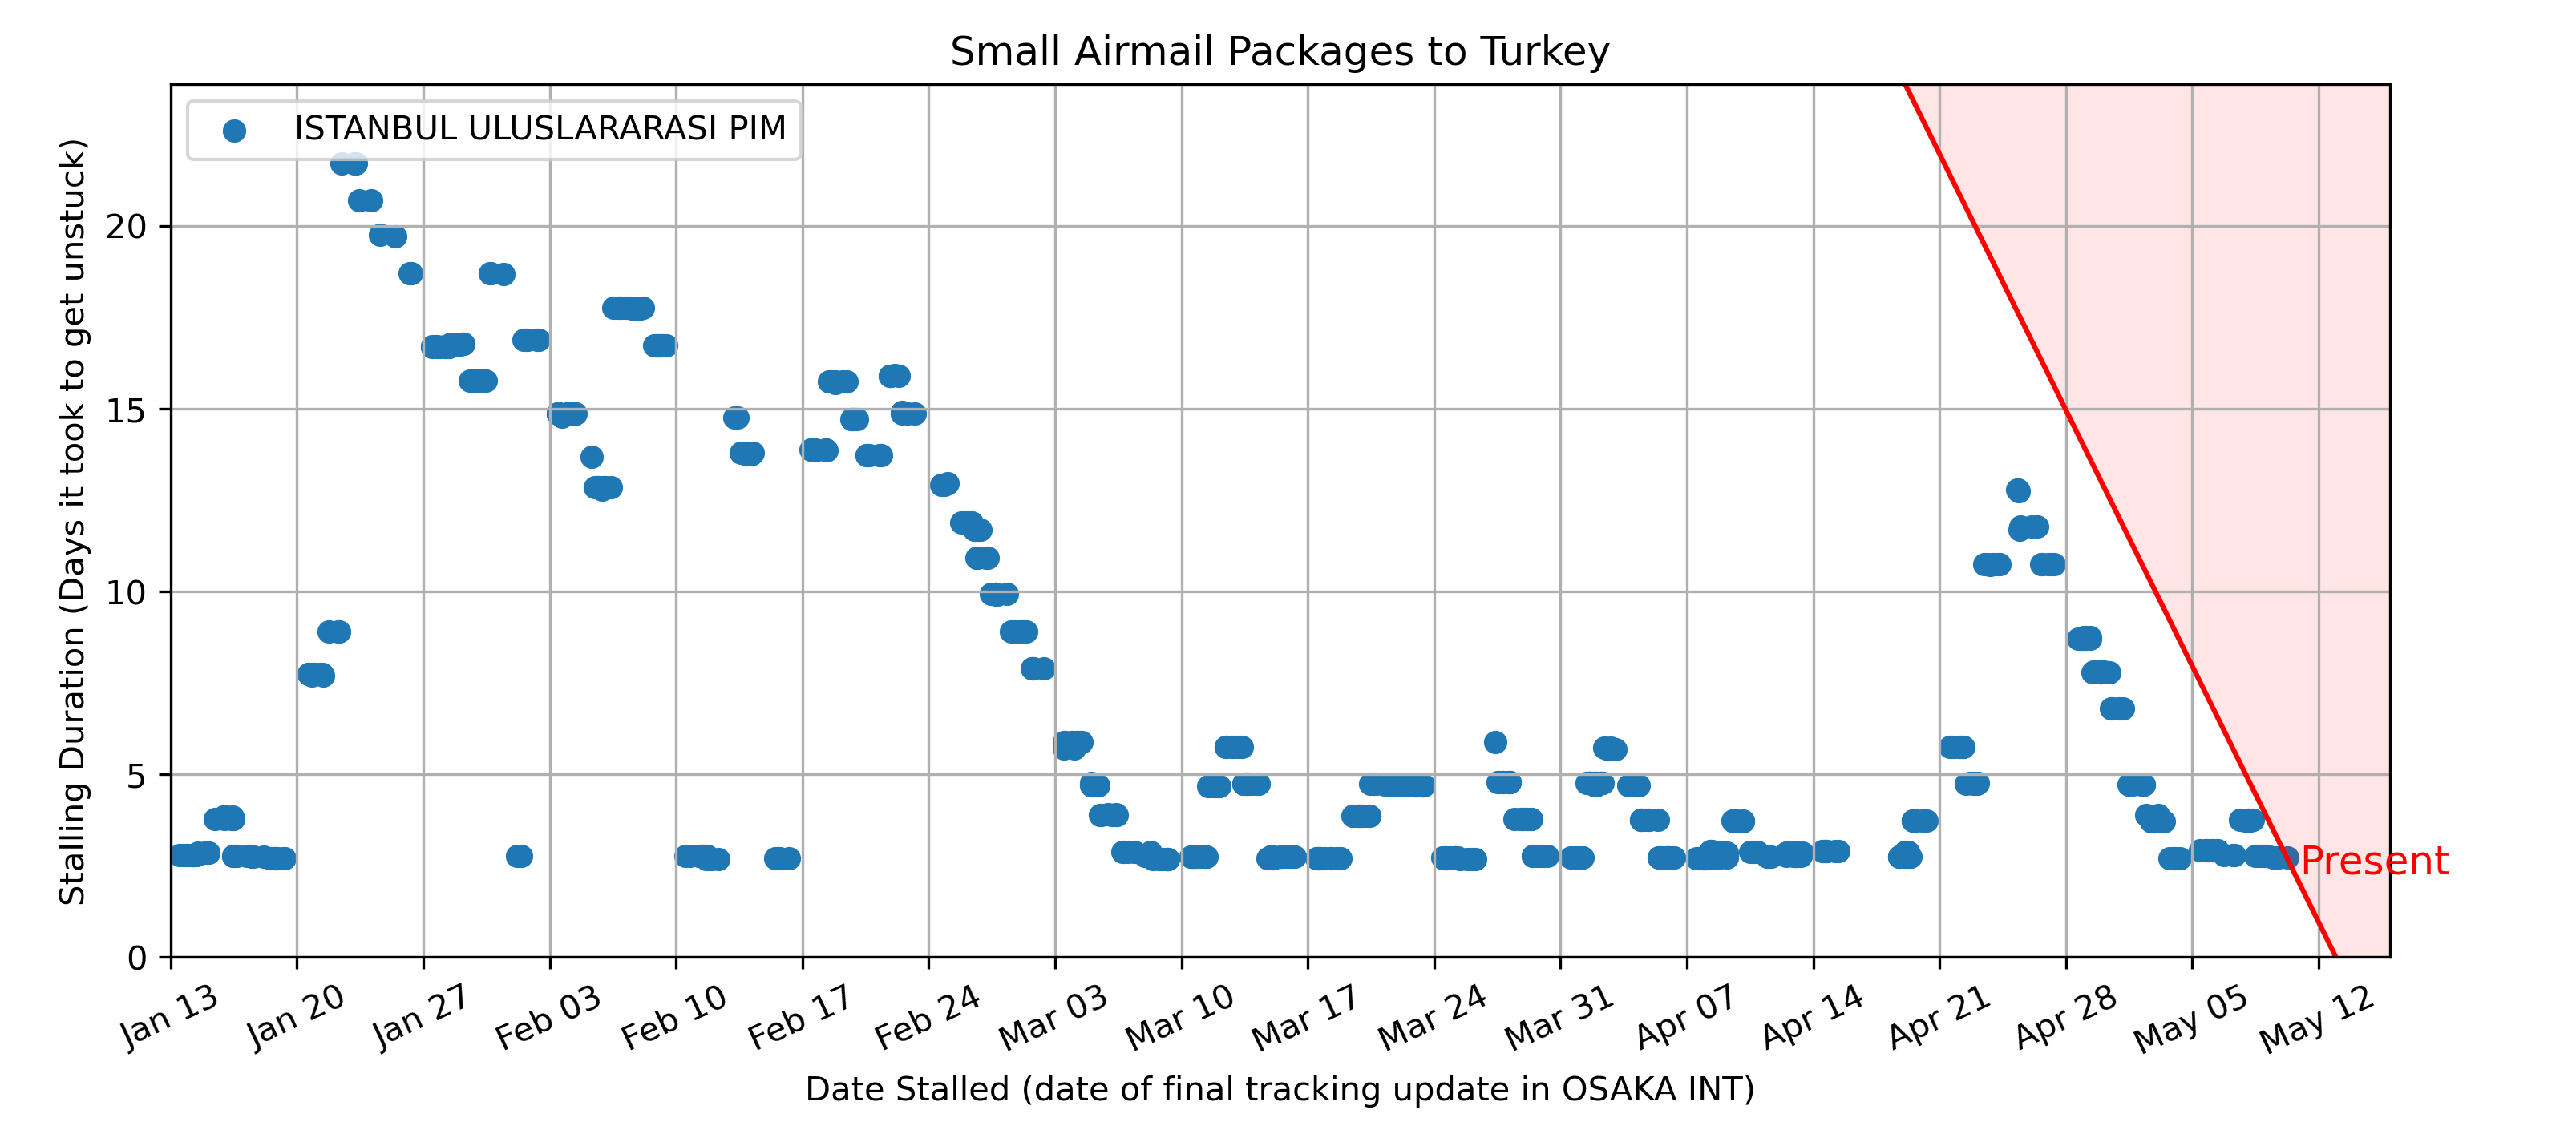 Small Airmail Packages to Turkey
ISTANBUL ULUSLARARASI PIM
Stalling Duration (Days it took to get unstuck)
20
15
10
5
0
Present
Jan 13
Jan 20
Jan 27
Feb 03
Feb 10
Feb 17
Feb 24
Mar 03
Mar 10
Mar 17
Mar 24
Mar 31
Apr 07
Apr 14
Apr 21
Apr 28
May 05
May 12
Date Stalled (date of final tracking update in OSAKA INT)